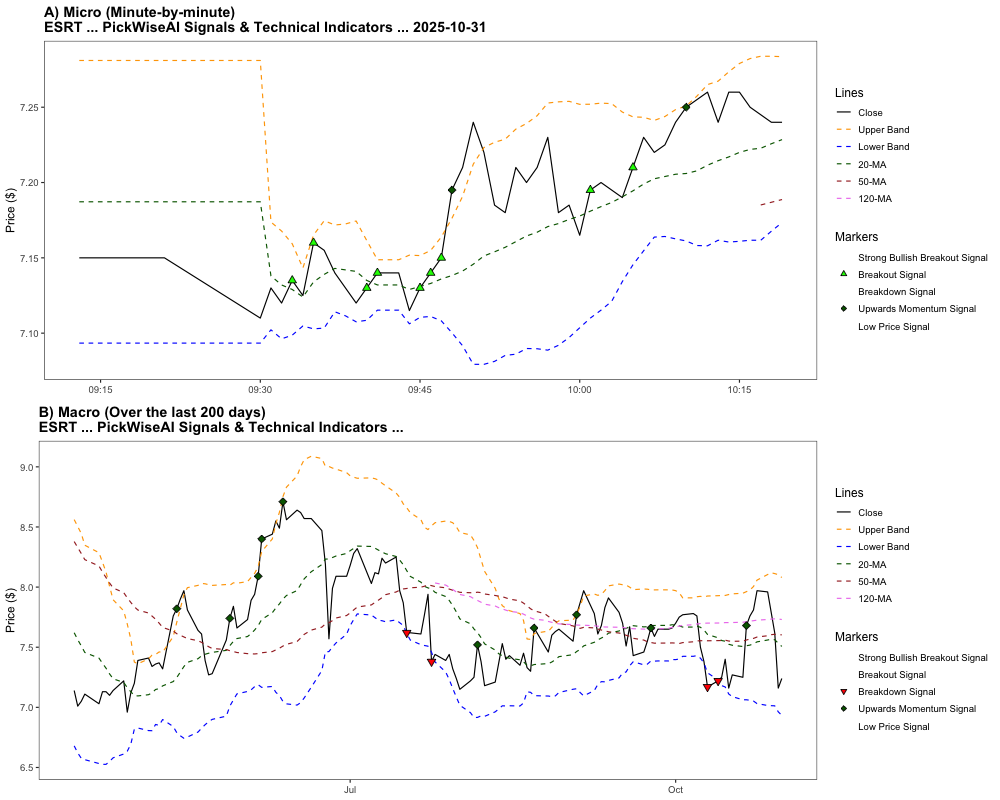 A) Micro (Minute-by-minute)
ESRT ... PickWiseAI Signals & Technical Indicators ... 2025-10-31
Price ($)
7.25
7.20
7.15
7.10
09:15
09:30
09:45
10:00
10:15
Lines
Close
Upper Band
Lower Band
20-MA
50-MA
120-MA
Markers
Strong Bullish Breakout Signal
Breakout Signal
Breakdown Signal
Upwards Momentum Signal
Low Price Signal
B) Macro (Over the last 200 days)
ESRT ... PickWiseAI Signals & Technical Indicators ...
Price ($)
9.0
8.5
8.0
7.5
7.0
6.5
Jul
Oct
Lines
Close
Upper Band
Lower Band
20-MA
50-MA
120-MA
Markers
Strong Bullish Breakout Signal
Breakout Signal
Breakdown Signal
Upwards Momentum Signal
Low Price Signal